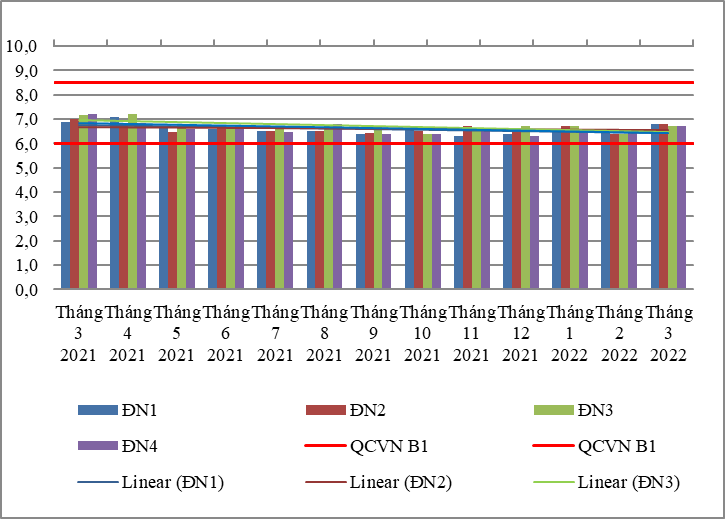 10,0
9,0
8,0
7,0
6,0
5,0
4,0
3,0
2,0
1,0
0,0
Tháng Tháng Tháng Tháng Tháng Tháng Tháng Tháng Tháng Tháng Tháng Tháng Tháng
3 4 5 6 7 8 9 10 11 12 1 2 3
2021 2021 2021 2021 2021 2021 2021 2021 2021 2021 2022 2022 2022
ĐN1 ĐN2 ĐN3
ĐN4 QCVN B1 QCVN B1
Linear (ĐN1) Linear (ĐN2) Linear (ĐN3)